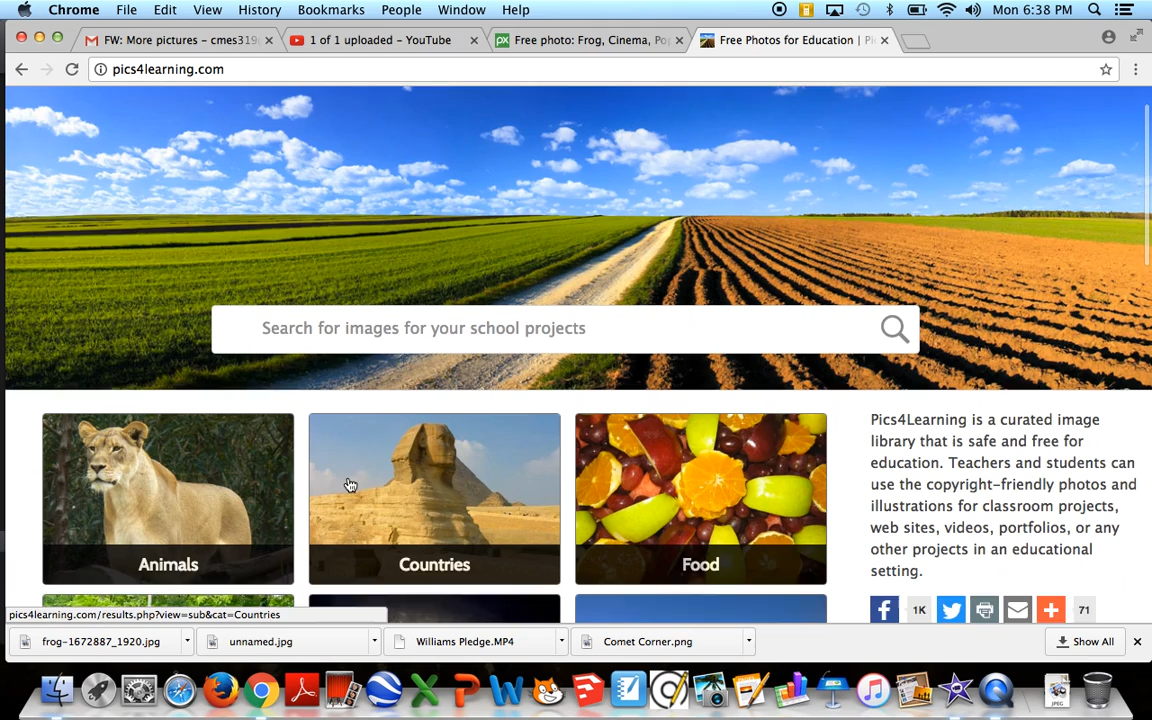 Chrome File Edit View History Bookmarks People Window Help Mon 6:38 PM
FW: More pictures - cmes319
1 of 1 uploaded - YouTube
Free photo: Frog, Cinema, Pop
Free Photos for Education | Pi
pics4learning.com
Search for images for your school projects
Animals
Countries
Food
Pics4Learning is a curated image
library that is safe and free for
education. Teachers and students can
use the copyright-friendly photos and
illustrations for classroom projects,
web sites, videos, portfolios, or any
other projects in an educational
setting.
1K
71
pics4learning.com/results.php?view=sub&cat=Countries
frog-1672887_1920.jpg
unnamed.jpg
Williams Pledge.MP4
Comet Corner.png
Show All
JPEG